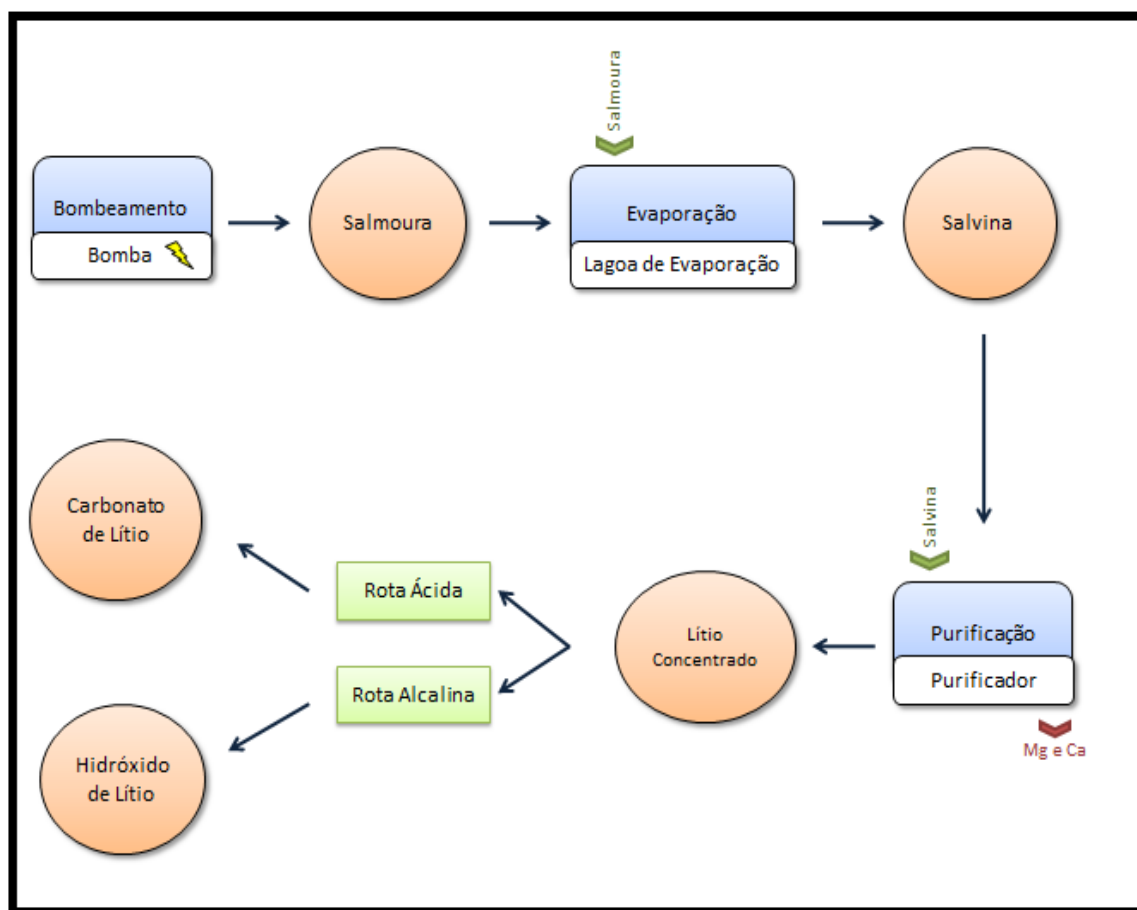 Salmoura
Bombeamento
Bomba
Salmoura
Evaporação
Lagoa de Evaporação
Salvina
Salvina
Purificação
Purificador
Mg e Ca
Lítio
Concentrado
Rota Ácida
Rota Alcalina
Carbonato
de Lítio
Hidróxido
de Lítio